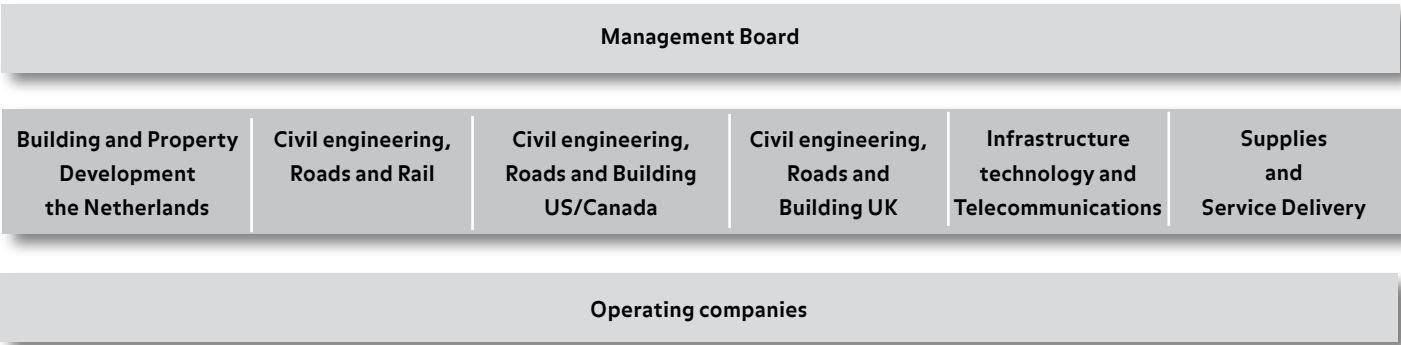 Management Board
Building and Property
Development
the Netherlands
Civil engineering,
Roads and Rail
Civil engineering,
Roads and Building
US/Canada
Civil engineering,
Roads and
Building UK
Infrastructure
technology and
Telecommunications
Supplies
and
Service Delivery
Operating companies